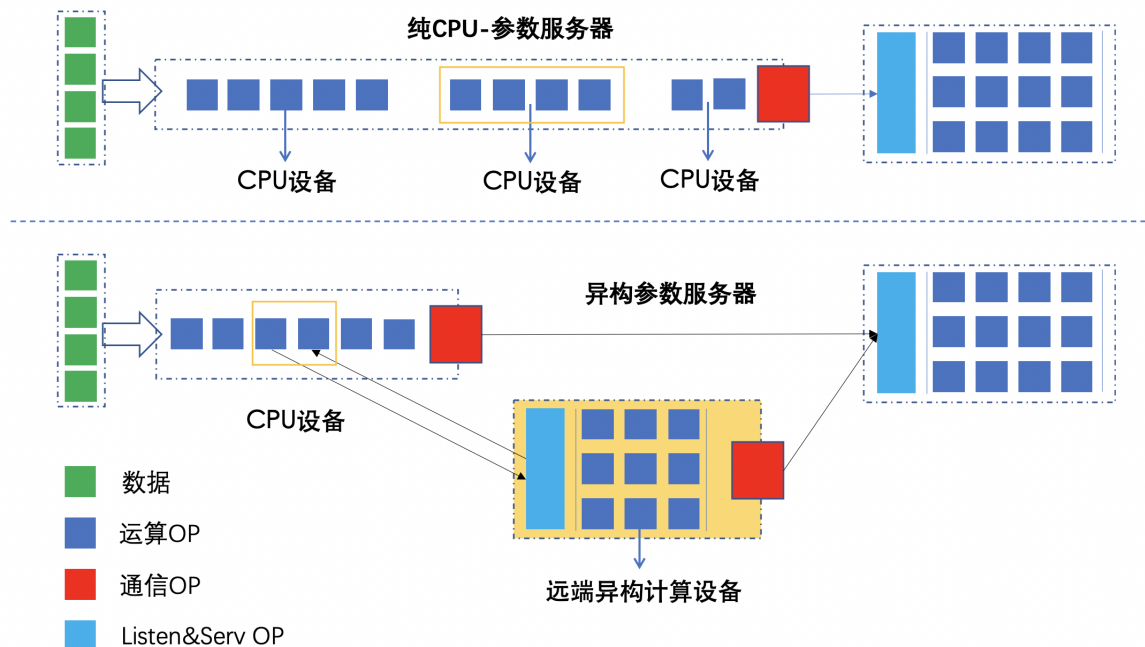 纯CPU-参数服务器
CPU设备
CPU设备
CPU设备
异构参数服务器
CPU设备
数据
运算OP
通信OP
远端异构计算设备
Listen&Serv OP